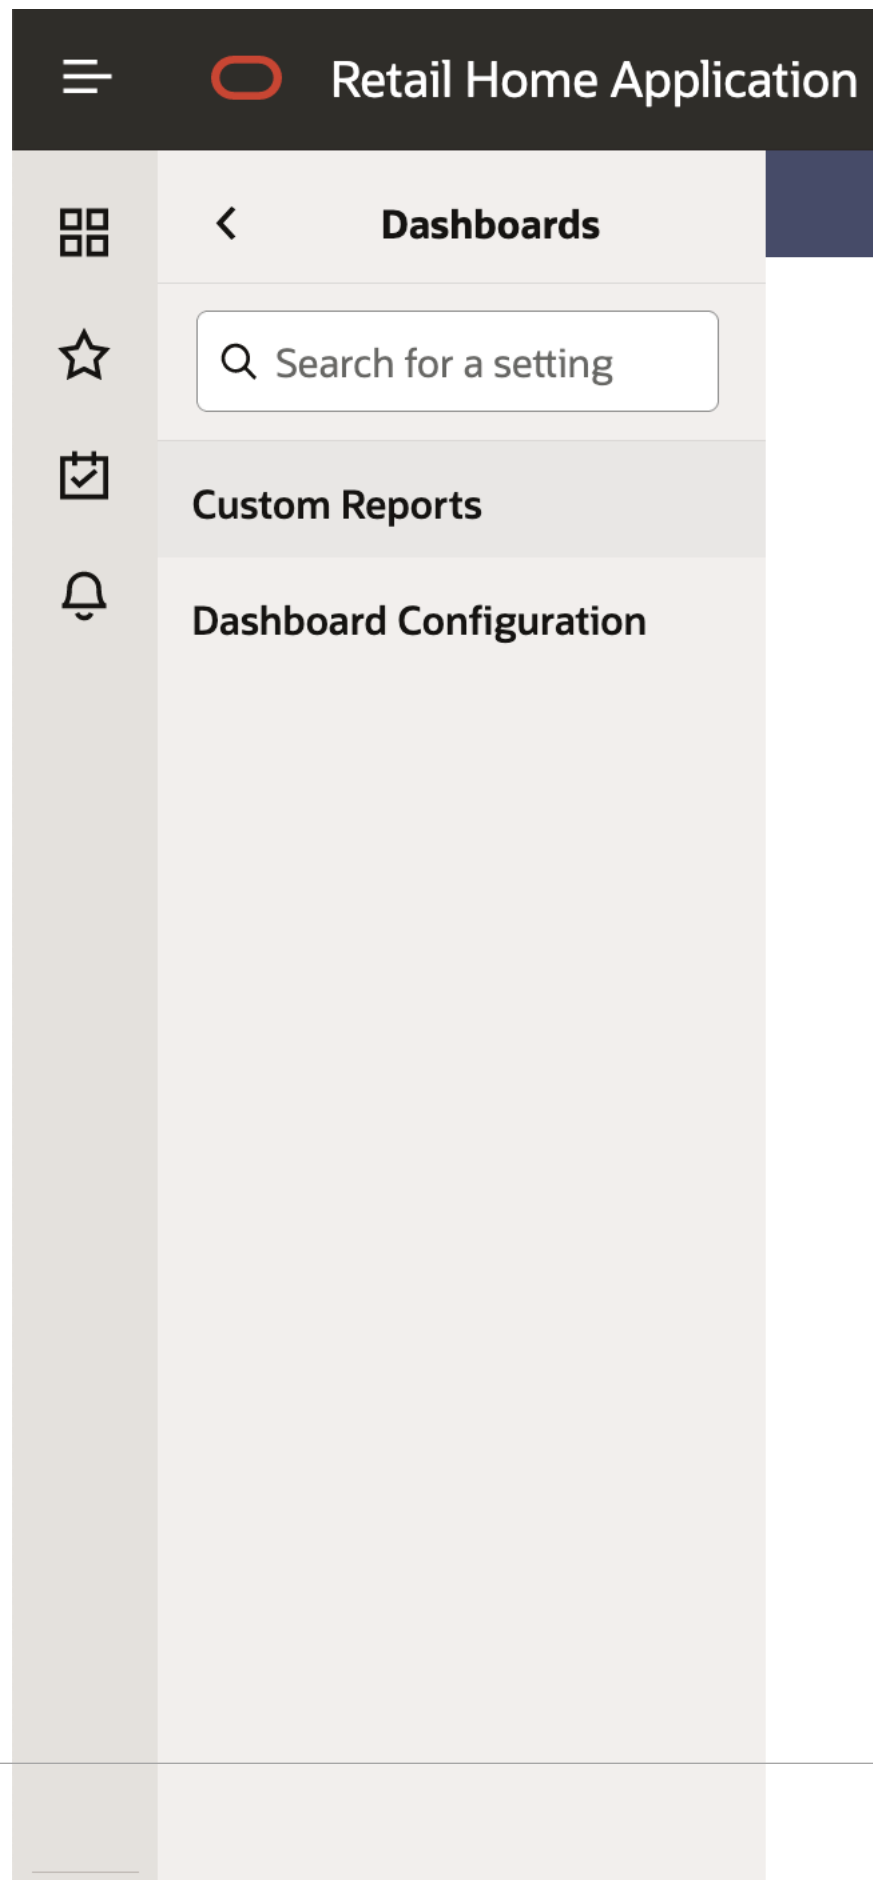 Retail Home Application
Dashboards
Search for a setting
Custom Reports
Dashboard Configuration